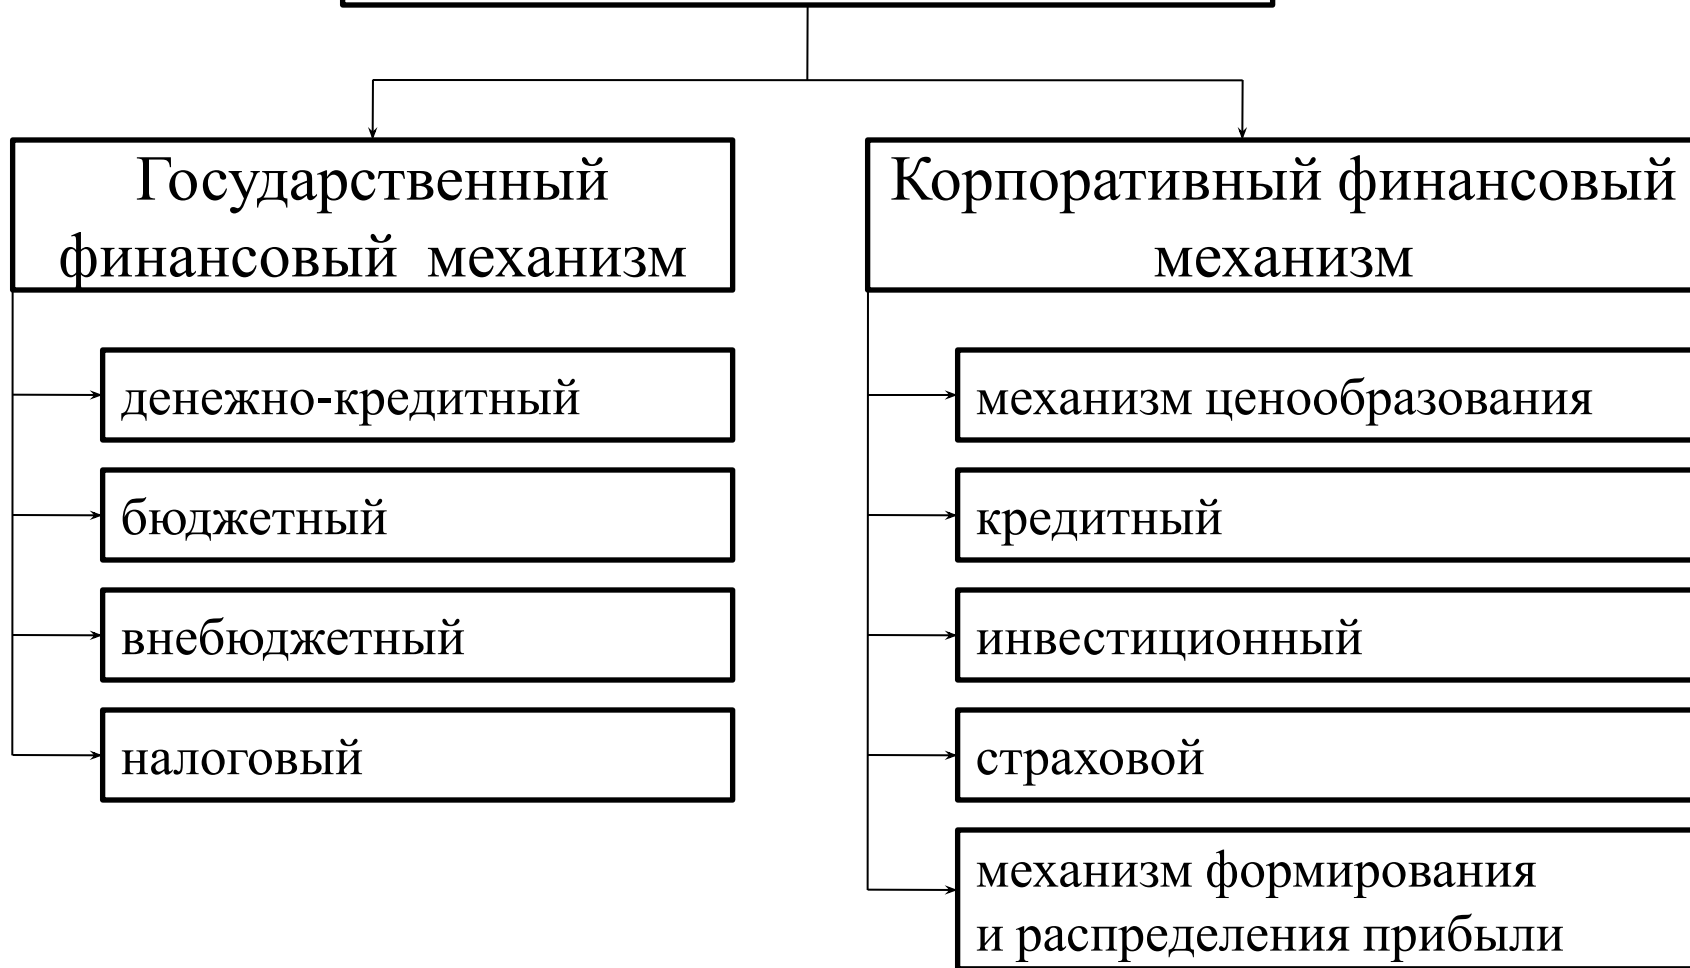 Государственный
финансовый механизм
денежно-кредитный
бюджетный
внебюджетный
налоговый
Корпоративный финансовый
механизм
механизм ценообразования
кредитный
инвестиционный
страховой
механизм формирования
и распределения прибыли